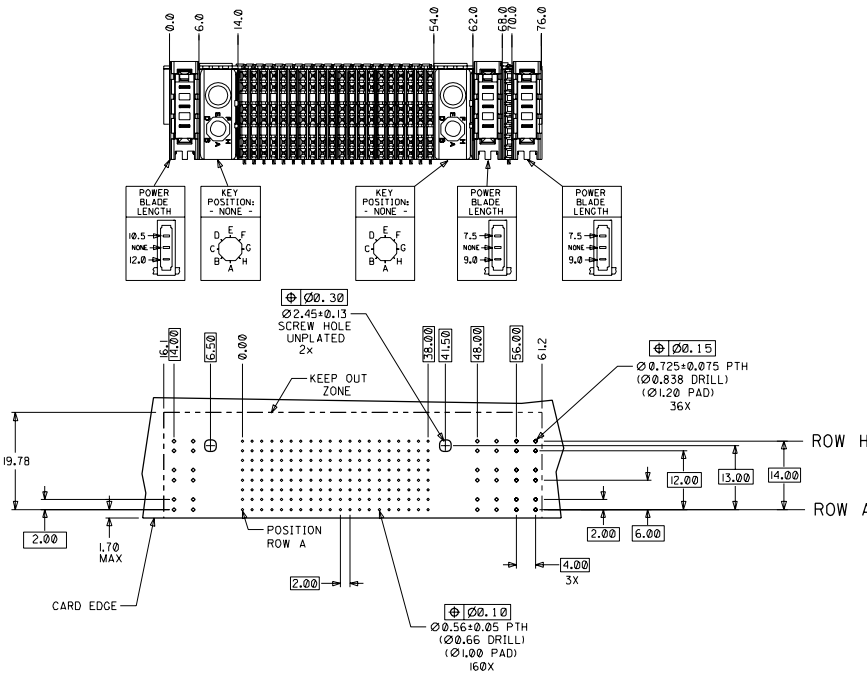 0.0
6.0
14.0
54.0
62.0
68.0
70.0
76.0
POWER
BLADE
LENGTH
10.5
NONE
12.0
KEY
POSITION:
- NONE -
A
B
C
D
E
F
G
H
KEY
POSITION:
- NONE -
A
B
C
D
E
F
G
H
POWER
BLADE
LENGTH
7.5
NONE
9.0
POWER
BLADE
LENGTH
7.5
NONE
9.0
⌖ Ø0.30
Ø2.45±0.13
SCREW HOLE
UNPLATED
2X
16.1
14.00
6.50
0.00
38.00
41.50
48.00
56.00
61.2
⌖ Ø0.15
Ø0.725±0.075 PTH
(Ø0.838 DRILL)
(Ø1.20 PAD)
36X
KEEP OUT
ZONE
ROW H
19.78
12.00
13.00
14.00
ROW A
2.00
1.70
MAX
POSITION
ROW A
2.00
6.00
2.00
4.00
3X
CARD EDGE
⌖ Ø0.10
Ø0.56±0.05 PTH
(Ø0.66 DRILL)
(Ø1.00 PAD)
160X